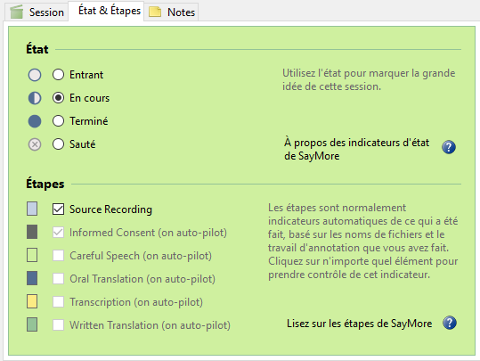 Session État & Étapes Notes
État
Entrant
En cours
Terminé
Sauté
Utilisez l'état pour marquer la grande
idée de cette session.
À propos des indicateurs d'état
de SayMore
Étapes
Source Recording
Informed Consent (on auto-pilot)
Careful Speech (on auto-pilot)
Oral Translation (on auto-pilot)
Transcription (on auto-pilot)
Written Translation (on auto-pilot)
Les étapes sont normalement
indicateurs automatiques de ce qui a été
fait, basé sur les noms de fichiers et le
travail d'annotation que vous avez fait.
Cliquez sur n'importe quel élément pour
prendre contrôle de cet indicateur.
Lisez sur les étapes de SayMore